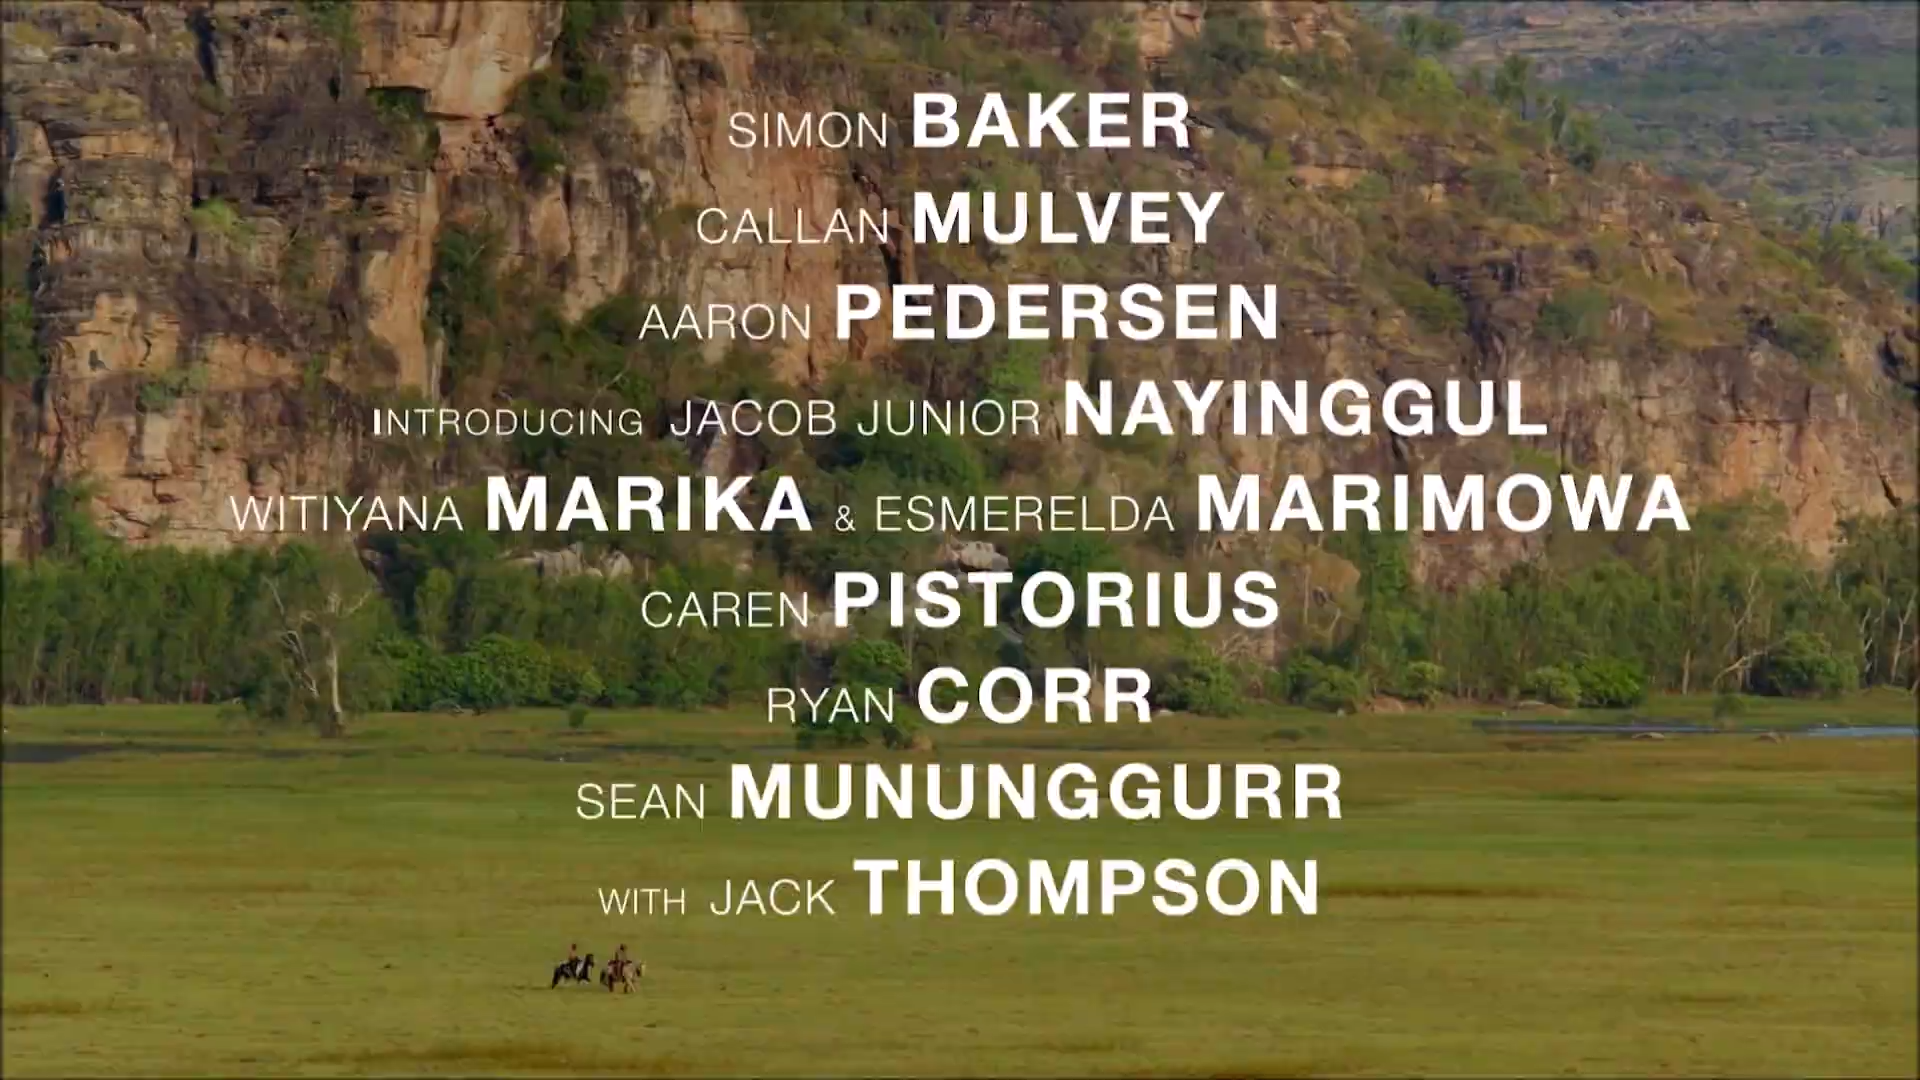 SIMON BAKER
CALLAN MULVEY
AARON PEDERSEN
INTRODUCING JACOB JUNIOR NAYINGGUL
WITIYANA MARIKA & ESMERELDA MARIMOWA
CAREN PISTORIUS
RYAN CORR
SEAN MUNUNGGURR
WITH JACK THOMPSON